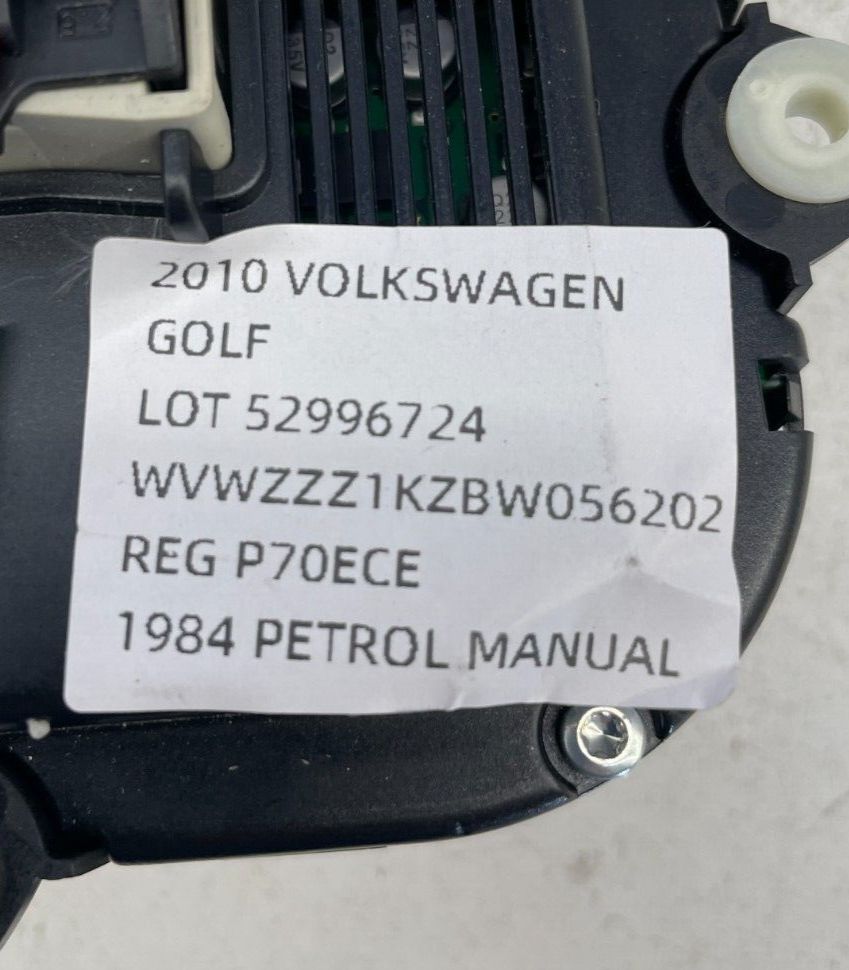 2010 VOLKSWAGEN
GOLF
LOT 52996724
WVWZZZ1KZBW056202
REG P70ECE
1984 PETROL MANUAL